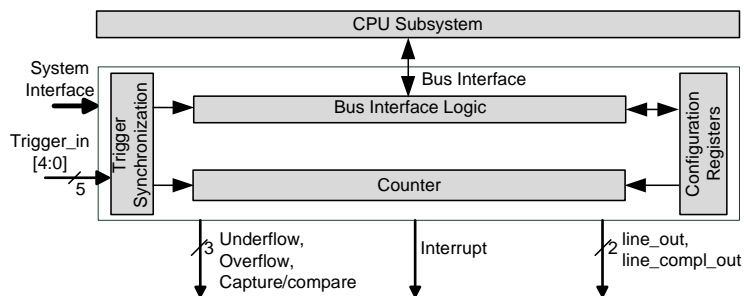 CPU Subsystem
System
Interface
Bus Interface
Trigger
Synchronization
Bus Interface Logic
Configuration
Registers
Trigger_in
[4:0]
5
Counter
3
Underflow,
Overflow,
Capture/compare
Interrupt
2
line_out,
line_compl_out